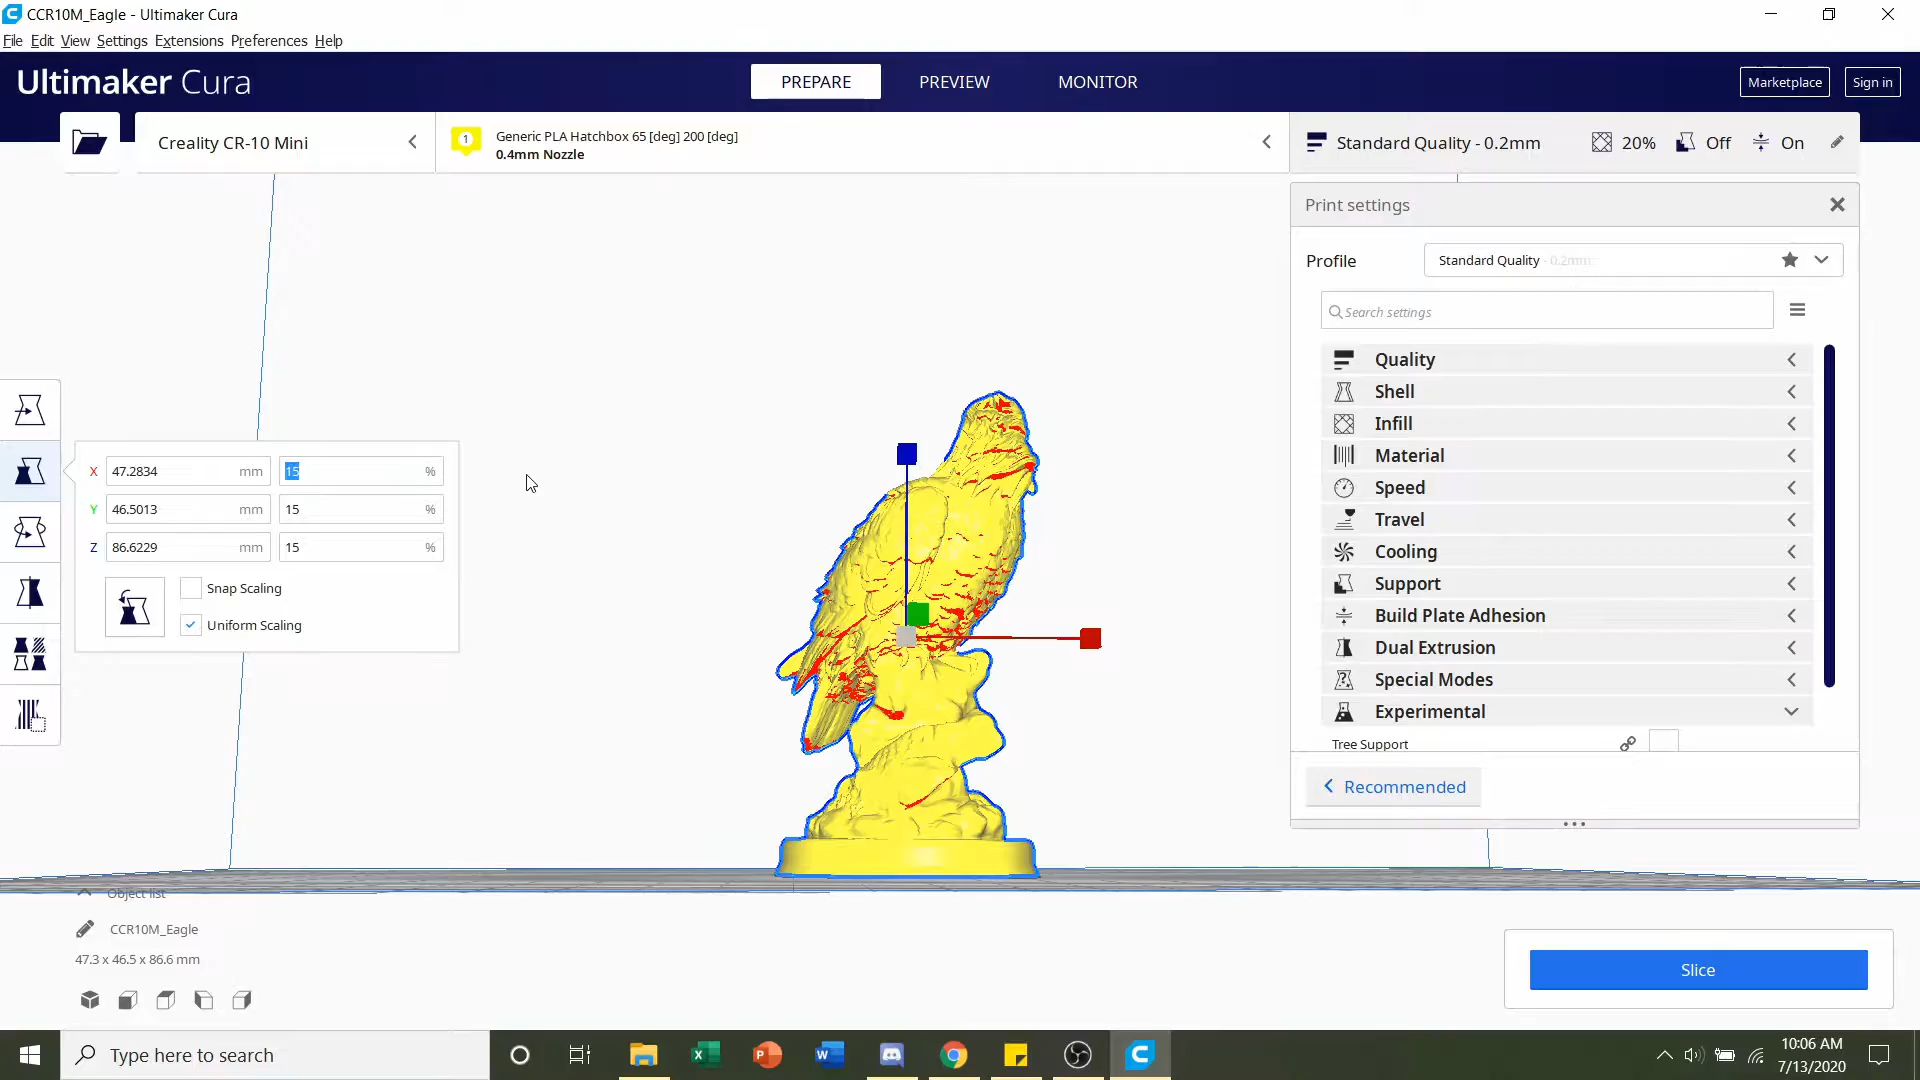 CCR10M_Eagle - Ultimaker Cura
File Edit View Settings Extensions Preferences Help
Ultimaker Cura
PREPARE
PREVIEW
MONITOR
Marketplace
Sign in
Creality CR-10 Mini
1
Generic PLA Hatchbox 65 [deg] 200 [deg]
0.4mm Nozzle
Standard Quality - 0.2mm
20%
Off
On
Print settings
Profile
Standard Quality - 0.2mm
Search settings
Quality
Shell
Infill
Material
Speed
Travel
Cooling
Support
Build Plate Adhesion
Dual Extrusion
Special Modes
Experimental
Tree Support
Recommended
X 47.2834 mm 15 %
Y 46.5013 mm 15 %
Z 86.6229 mm 15 %
Snap Scaling
Uniform Scaling
Object list
CCR10M_Eagle
47.3 x 46.5 x 86.6 mm
Slice
Type here to search
10:06 AM
7/13/2020